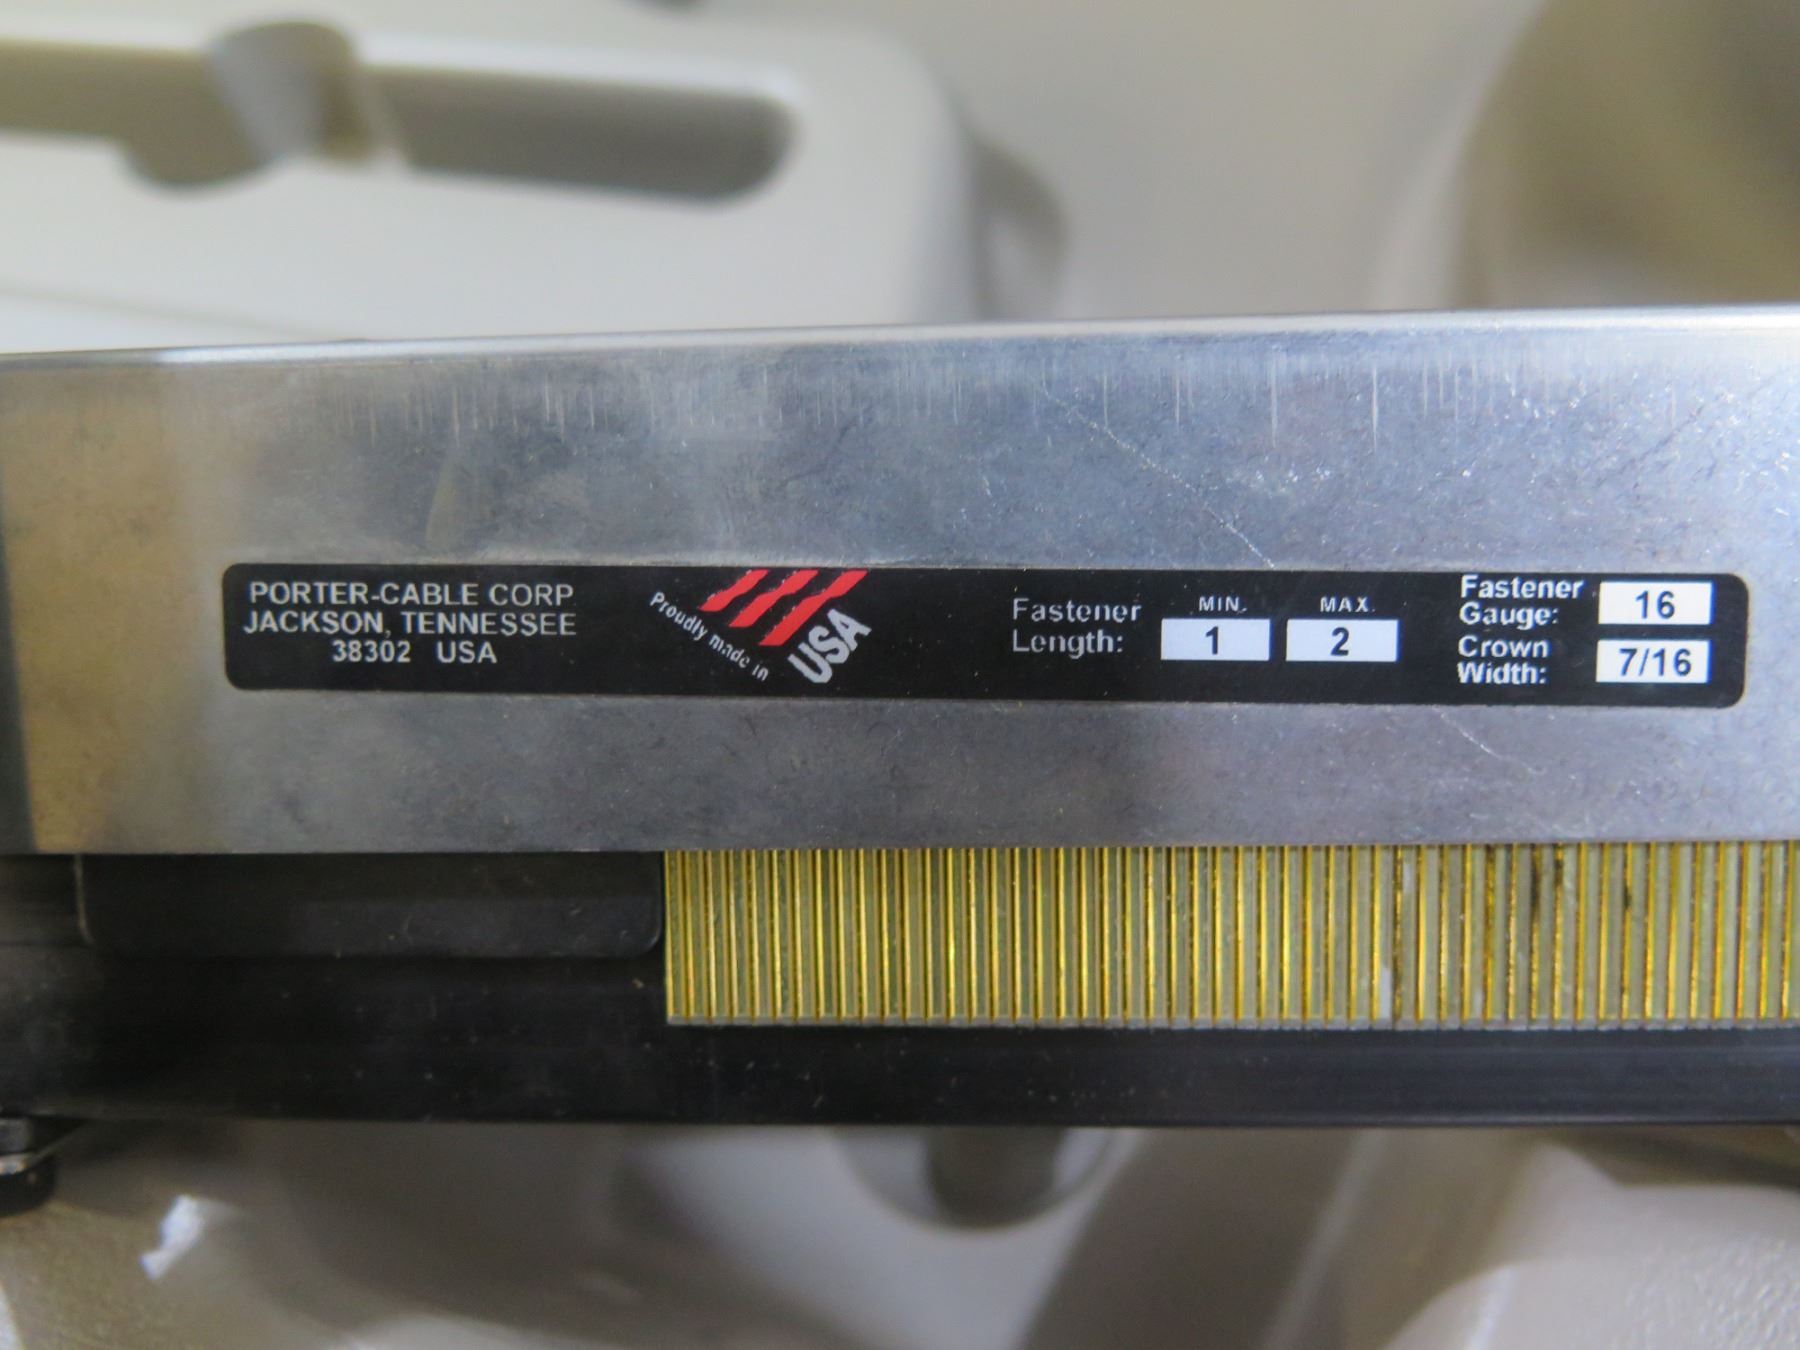 PORTER-CABLE CORP
JACKSON, TENNESSEE
38302 USA
Proudly made in
USA
Fastener
Length:
MIN.
1
MAX.
2
Fastener
Gauge:
16
Crown
Width:
7/16